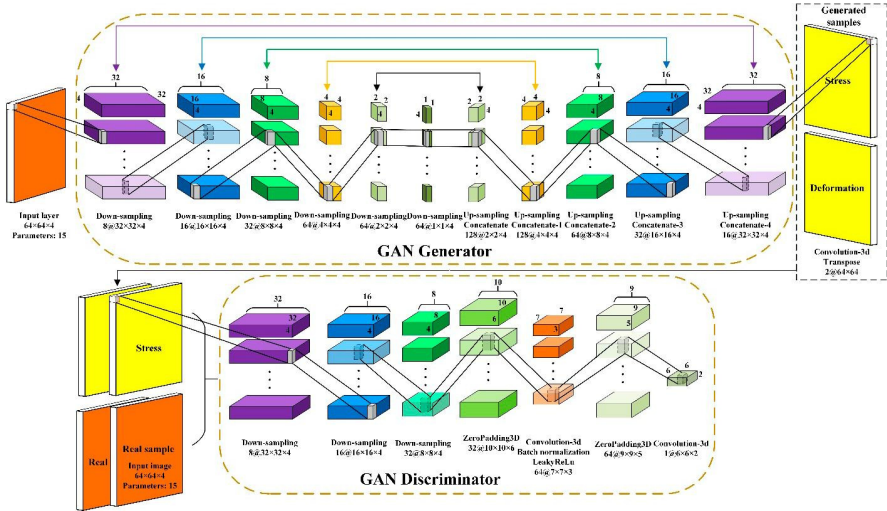 32
16
8
Generated
samples
32
4
32
16
4
8
4
4
4
4
2
2
4
1
1
4
2
2
4
4
4
4
8
8
4
16
16
4
32
32
4
Stress
Deformation
Convolution-3d
Transpose
2@64×64
Input layer
64×64×4
Parameters: 15
Down-sampling
8@32×32×4
Down-sampling
16@16×16×4
Down-sampling
32@8×8×4
Down-sampling
64@4×4×4
Down-sampling
64@2×2×4
Down-sampling
64@1×1×4
Up-sampling
Concatenate
128@2×2×4
Up-sampling
Concatenate-1
128@4×4×4
Up-sampling
Concatenate-2
64@8×8×4
Up-sampling
Concatenate-3
32@16×16×4
Up-sampling
Concatenate-4
16@32×32×4
GAN Generator
Stress
Real
Real sample
Input image
64×64×4
Parameters: 15
32
32
4
16
16
4
8
8
4
10
10
6
7
7
3
9
9
5
6
6
2
Down-sampling
8@32×32×4
Down-sampling
16@16×16×4
Down-sampling
32@8×8×4
ZeroPadding3D
32@10×10×6
Convolution-3d
Batch normalization
LeakyReLn
64@7×7×3
ZeroPadding3D
64@9×9×5
Convolution-3d
1@6×6×2
GAN Discriminator